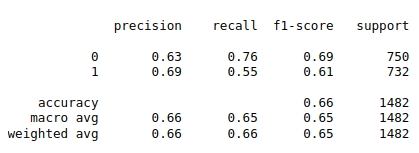 precision recall f1-score support
0 0.63 0.76 0.69 750
1 0.69 0.55 0.61 732
accuracy 0.66 1482
macro avg 0.66 0.65 0.65 1482
weighted avg 0.66 0.66 0.65 1482